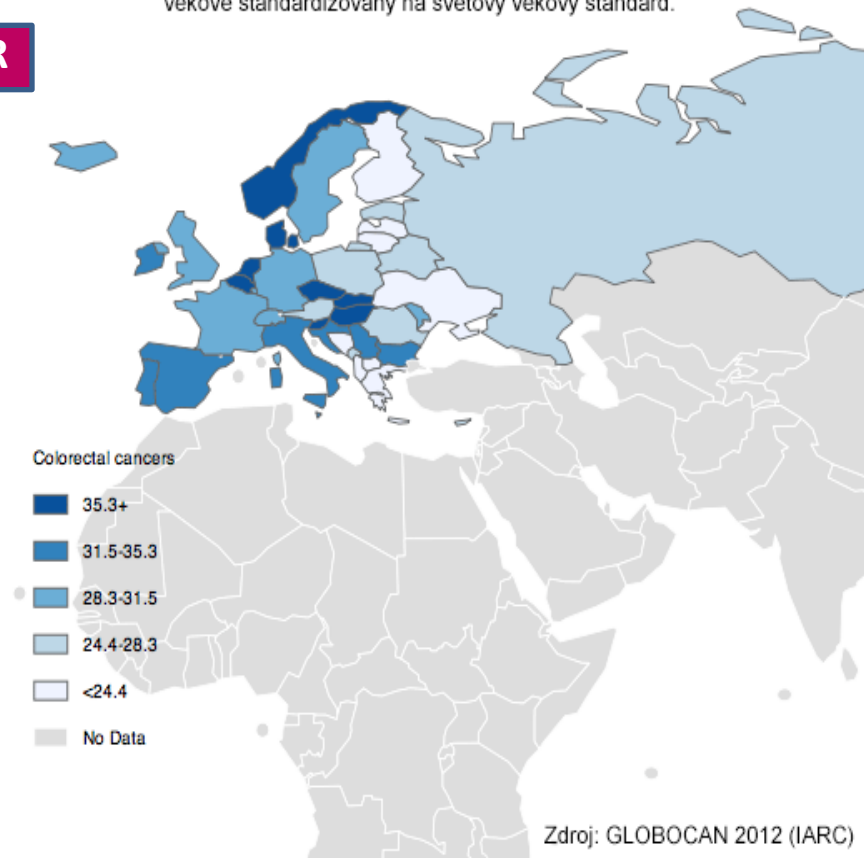 věkově standardizovaný na světový věkový standard.
R
Colorectal cancers
35.3+
31.5-35.3
28.3-31.5
24.4-28.3
<24.4
No Data
Zdroj: GLOBOCAN 2012 (IARC)